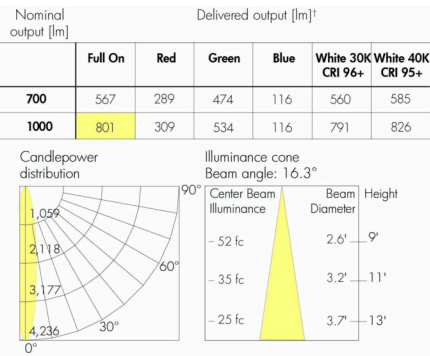 Nominal output [lm] Delivered output [lm]†
Full On Red Green Blue White 30K CRI 96+ White 40K CRI 95+
700 567 289 474 116 560 585
1000 801 309 534 116 791 826
Candlepower distribution
90°
1,059
2,118
60°
3,177
30°
4,236
0°
Illuminance cone
Beam angle: 16.3°
Center Beam Illuminance Beam Diameter Height
52 fc 2.6' 9'
35 fc 3.2' 11'
25 fc 3.7' 13'